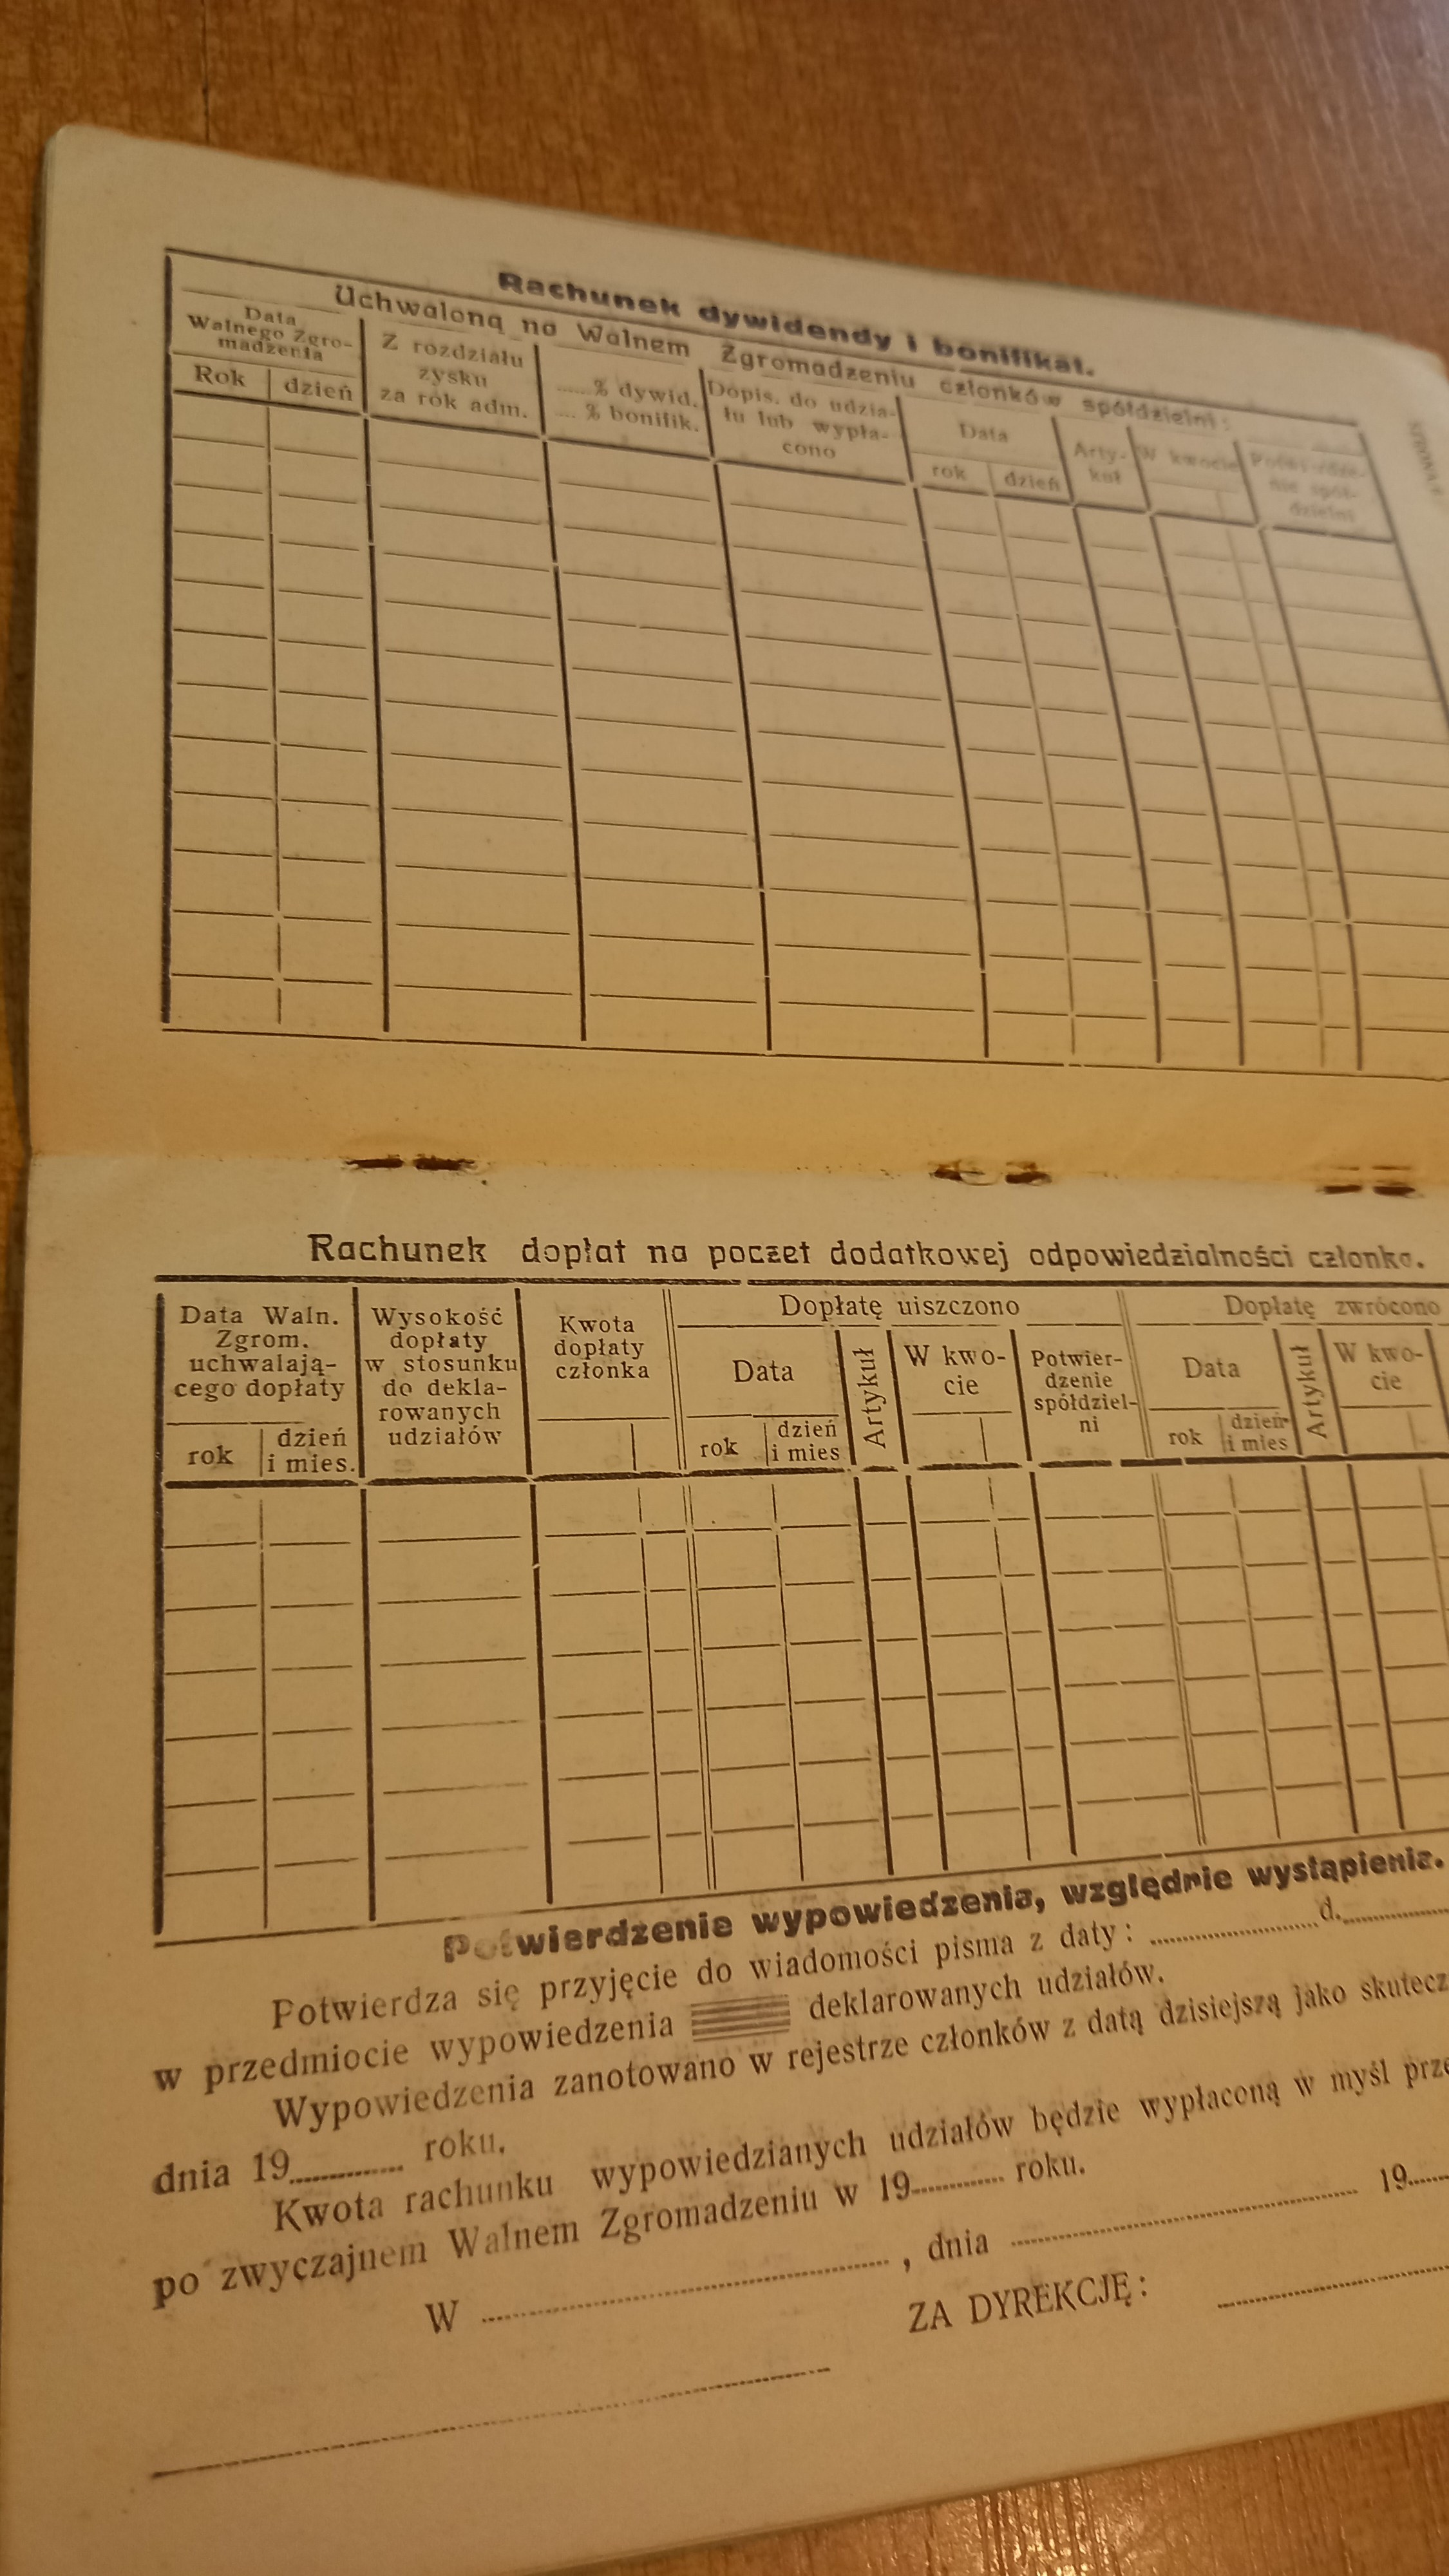 Rachunek dywidendy i bonifikat.
Uchwaloną na Walnem Zgromadzeniu członków spółdzielni:
Data
Walnego Zgro-
madzenia
Rok dzień
Z rozdziału
zysku
za rok adm.
..... % dywid.
.... % bonifik.
Dopis. do udzia-
łu lub wypła-
cono
Data
rok dzień
Arty-
kuł
W kwocie
Potwierdze-
nie spół-
dzielni
Rachunek dopłat na poczet dodatkowej odpowiedzialności członka.
Data Waln.
Zgrom.
uchwalają-
cego dopłaty
rok dzień
i mies.
Wysokość
dopłaty
w stosunku
do dekla-
rowanych
udziałów
Kwota
dopłaty
członka
Dopłatę uiszczono
Data
rok dzień
i mies
Artykuł
W kwo-
cie
Potwier-
dzenie
spółdziel-
ni
Dopłatę zwrócono
Data
rok dzień
i mies
Artykuł
W kwo-
cie
Potwierdzenie wypowiedzenia, względnie wystąpienia.
Potwierdza się przyjęcie do wiadomości pisma z daty: .................... d. ...............
w przedmiocie wypowiedzenia deklarowanych udziałów.
Wypowiedzenia zanotowano w rejestrze członków z datą dzisiejszą jako skutecz
dnia 19............ roku.
Kwota rachunku wypowiedzianych udziałów będzie wypłaconą w myśl prze
po zwyczajnem Walnem Zgromadzeniu w 19............ roku.
W ........................................ , dnia ........................................ 19......
ZA DYREKCJĘ: